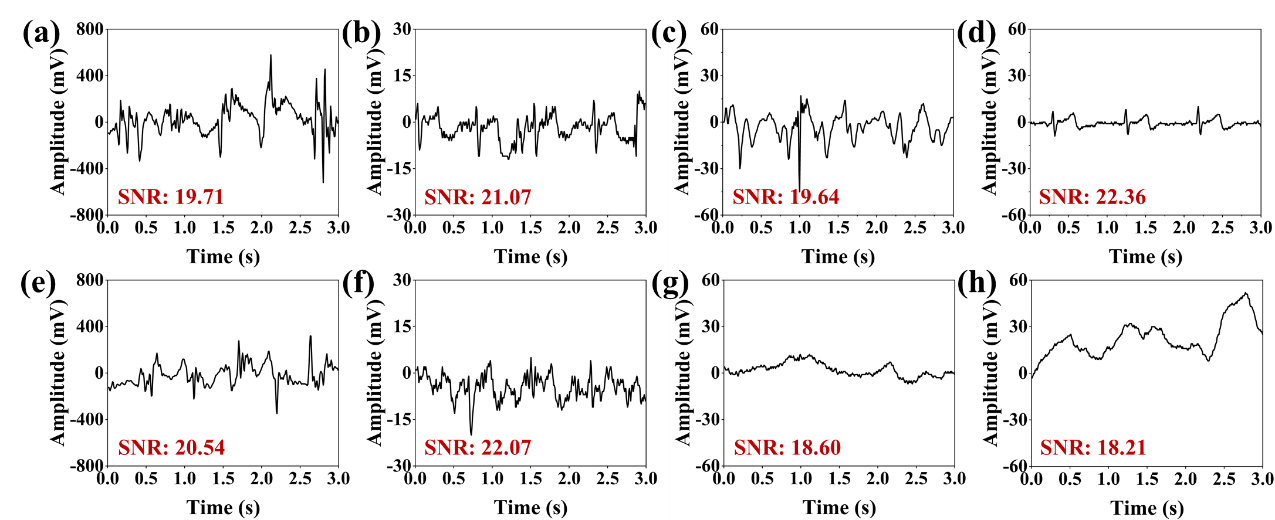 (a)
Amplitude (mV)
800
400
0
-400
-800
SNR: 19.71
0.0 0.5 1.0 1.5 2.0 2.5 3.0
Time (s)
(b)
Amplitude (mV)
30
15
0
-15
-30
SNR: 21.07
0.0 0.5 1.0 1.5 2.0 2.5 3.0
Time (s)
(c)
Amplitude (mV)
60
30
0
-30
-60
SNR: 19.64
0.0 0.5 1.0 1.5 2.0 2.5 3.0
Time (s)
(d)
Amplitude (mV)
60
30
0
-30
-60
SNR: 22.36
0.0 0.5 1.0 1.5 2.0 2.5 3.0
Time (s)
(e)
Amplitude (mV)
800
400
0
-400
-800
SNR: 20.54
0.0 0.5 1.0 1.5 2.0 2.5 3.0
Time (s)
(f)
Amplitude (mV)
30
15
0
-15
-30
SNR: 22.07
0.0 0.5 1.0 1.5 2.0 2.5 3.0
Time (s)
(g)
Amplitude (mV)
60
30
0
-30
-60
SNR: 18.60
0.0 0.5 1.0 1.5 2.0 2.5 3.0
Time (s)
(h)
Amplitude (mV)
60
30
0
-30
-60
SNR: 18.21
0.0 0.5 1.0 1.5 2.0 2.5 3.0
Time (s)